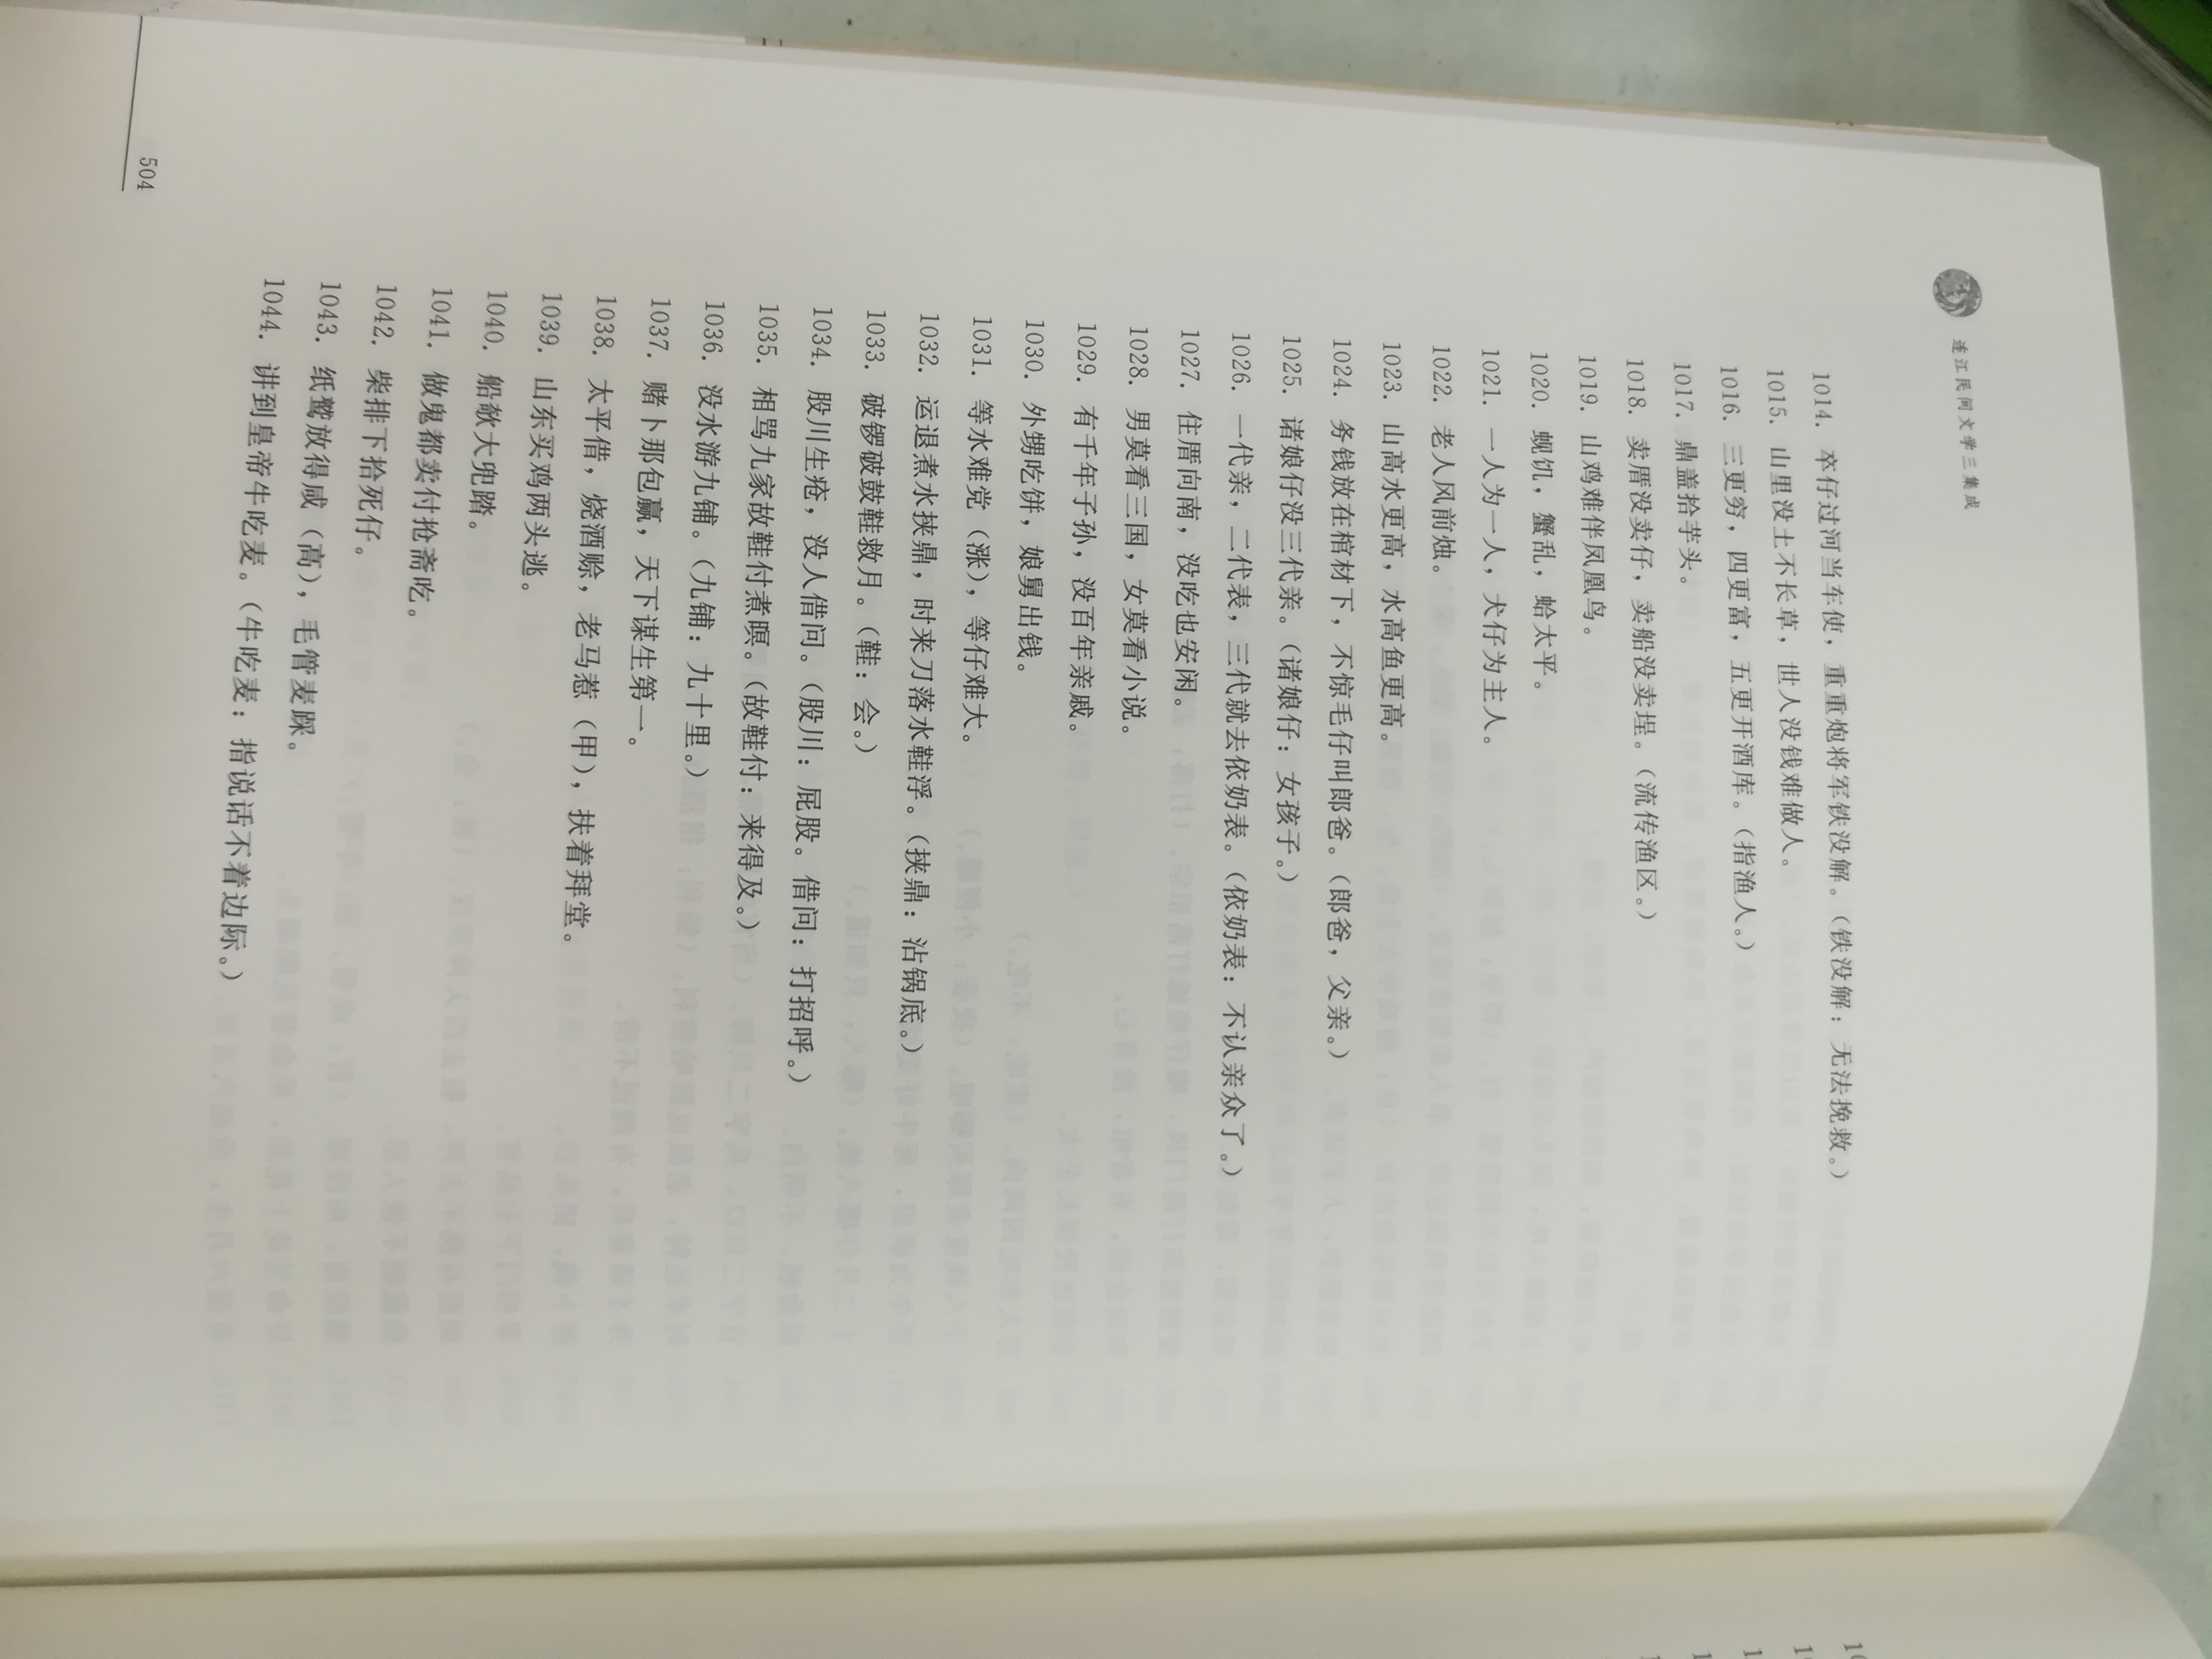 连江民间文学三集成
1014. 卒仔过河当车使，重重炮将军铁没解。（铁没解：无法挽救。）
1015. 山里没土不长草，世人没钱难做人。
1016. 三更穷，四更富，五更开酒库。（指渔人。）
1017. 鼎盖拾芋头。
1018. 卖厝没卖仔，卖船没卖埕。（流传渔区。）
1019. 山鸡难伴凤凰鸟。
1020. 蚬饥，蟹乱，蛤太平。
1021. 一人为一人，犬仔为主人。
1022. 老人风前烛。
1023. 山高水更高，水高鱼更高。
1024. 务钱放在棺材下，不惊毛仔叫郎爸。（郎爸，父亲。）
1025. 诸娘仔没三代亲。（诸娘仔：女孩子。）
1026. 一代亲，二代表，三代就去依奶表。（依奶表：不认亲众了。）
1027. 住厝向南，没吃也安闲。
1028. 男莫看三国，女莫看小说。
1029. 有千年子孙，没百年亲戚。
1030. 外甥吃饼，娘舅出钱。
1031. 等水难党（涨），等仔难大。
1032. 运退煮水挟鼎，时来刀落水鞋浮。（挟鼎：沾锅底。）
1033. 破锣破鼓鞋救月。（鞋：会。）
1034. 股川生疮，没人借问。（股川：屁股。借问：打招呼。）
1035. 相骂九家故鞋付煮暝。（故鞋付：来得及。）
1036. 没水游九铺。（九铺：九十里。）
1037. 赌卜那包赢，天下谋生第一。
1038. 太平借，烧酒赊，老马惹（甲），扶着拜堂。
1039. 山东买鸡两头逃。
1040. 船欹大兜踏。
1041. 做鬼都卖付抢斋吃。
1042. 柴排下拾死仔。
1043. 纸鹫放得咸（高），毛管麦踩。
1044. 讲到皇帝牛吃麦。（牛吃麦：指说话不着边际。）
504